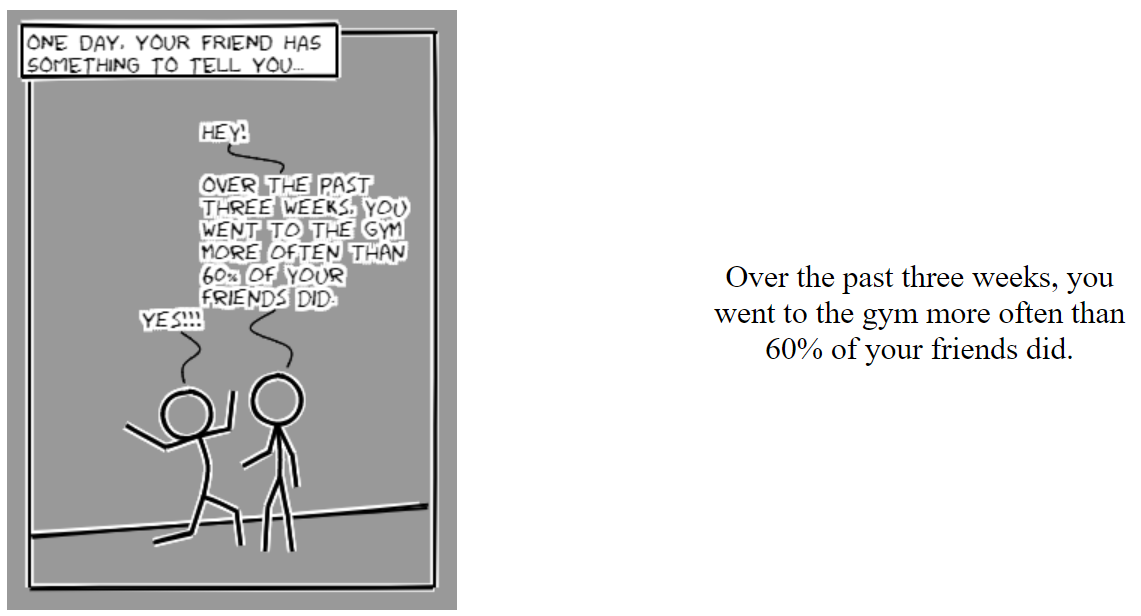 ONE DAY, YOUR FRIEND HAS
SOMETHING TO TELL YOU...
HEY!
OVER THE PAST
THREE WEEKS, YOU
WENT TO THE GYM
MORE OFTEN THAN
60% OF YOUR
FRIENDS DID.
YES!!!
Over the past three weeks, you
went to the gym more often than
60% of your friends did.